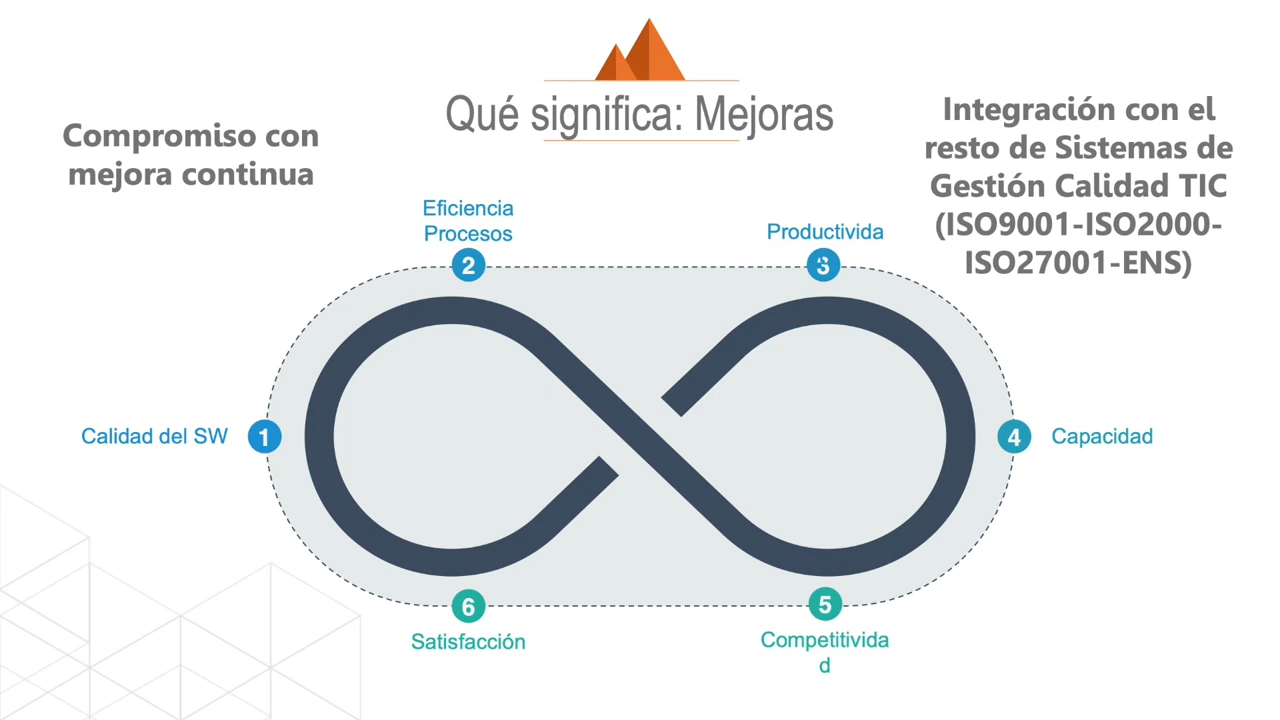 Qué significa: Mejoras
Compromiso con
mejora continua
Integración con el
resto de Sistemas de
Gestión Calidad TIC
(ISO9001-ISO2000-
ISO27001-ENS)
Eficiencia
Procesos
2
Productivida
3
Calidad del SW
1
4
Capacidad
6
Satisfacción
5
Competitivida
d